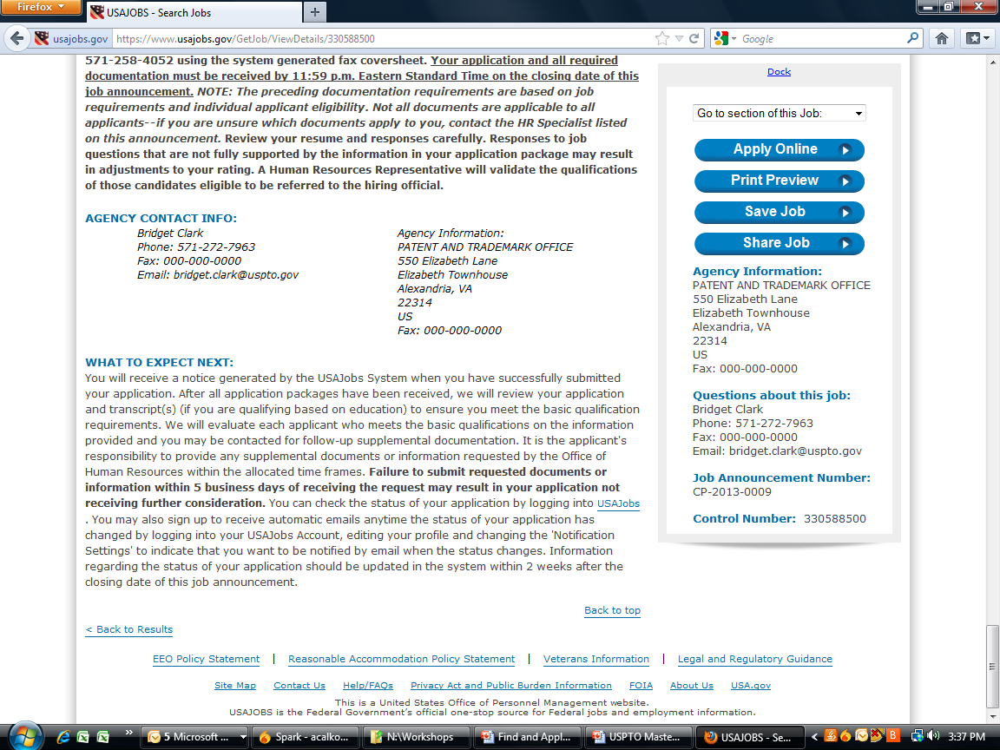 Firefox
USAJOBS - Search Jobs
+
usajobs.gov
https://www.usajobs.gov/GetJob/ViewDetails/330588500
Google
571-258-4052 using the system generated fax coversheet. Your application and all required
documentation must be received by 11:59 p.m. Eastern Standard Time on the closing date of this
job announcement. NOTE: The preceding documentation requirements are based on job
requirements and individual applicant eligibility. Not all documents are applicable to all
applicants--if you are unsure which documents apply to you, contact the HR Specialist listed
on this announcement. Review your resume and responses carefully. Responses to job
questions that are not fully supported by the information in your application package may result
in adjustments to your rating. A Human Resources Representative will validate the qualifications
of those candidates eligible to be referred to the hiring official.
AGENCY CONTACT INFO:
Bridget Clark
Phone: 571-272-7963
Fax: 000-000-0000
Email: bridget.clark@uspto.gov
Agency Information:
PATENT AND TRADEMARK OFFICE
550 Elizabeth Lane
Elizabeth Townhouse
Alexandria, VA
22314
US
Fax: 000-000-0000
WHAT TO EXPECT NEXT:
You will receive a notice generated by the USAJobs System when you have successfully submitted
your application. After all application packages have been received, we will review your application
and transcript(s) (if you are qualifying based on education) to ensure you meet the basic qualification
requirements. We will evaluate each applicant who meets the basic qualifications on the information
provided and you may be contacted for follow-up supplemental documentation. It is the applicant's
responsibility to provide any supplemental documents or information requested by the Office of
Human Resources within the allocated time frames. Failure to submit requested documents or
information within 5 business days of receiving the request may result in your application not
receiving further consideration. You can check the status of your application by logging into USAJobs
. You may also sign up to receive automatic emails anytime the status of your application has
changed by logging into your USAJobs Account, editing your profile and changing the 'Notification
Settings' to indicate that you want to be notified by email when the status changes. Information
regarding the status of your application should be updated in the system within 2 weeks after the
closing date of this job announcement.
Back to top
< Back to Results
Dock
Go to section of this Job:
Apply Online
Print Preview
Save Job
Share Job
Agency Information:
PATENT AND TRADEMARK OFFICE
550 Elizabeth Lane
Elizabeth Townhouse
Alexandria, VA
22314
US
Fax: 000-000-0000
Questions about this job:
Bridget Clark
Phone: 571-272-7963
Fax: 000-000-0000
Email: bridget.clark@uspto.gov
Job Announcement Number:
CP-2013-0009
Control Number: 330588500
EEO Policy Statement | Reasonable Accommodation Policy Statement | Veterans Information | Legal and Regulatory Guidance
Site Map Contact Us Help/FAQs Privacy Act and Public Burden Information FOIA About Us USA.gov
This is a United States Office of Personnel Management website.
USAJOBS is the Federal Government's official one-stop source for Federal jobs and employment information.
» 5 Microsoft ... Spark - acalko... N:\Workshops Find and Appl... USPTO Maste... USAJOBS - Se... < B 3:37 PM